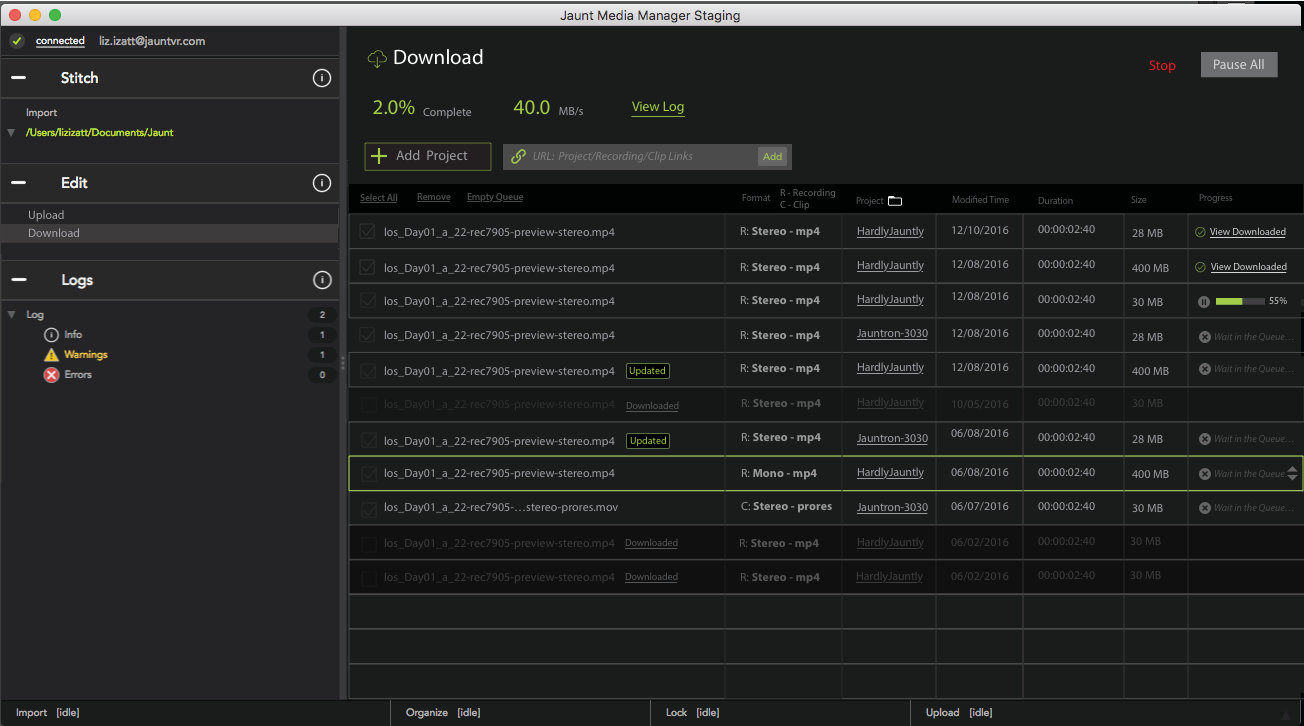 Jaunt Media Manager Staging
connected liz.izatt@jauntvr.com
Stitch
Import
/Users/lizizatt/Documents/Jaunt
Edit
Upload
Download
Logs
Log 2
Info 1
Warnings 1
Errors 0
Download
Stop
Pause All
2.0% Complete 40.0 MB/s View Log
Add Project
URL: Project/Recording/Clip Links Add
Select All Remove Empty Queue Format R - Recording
C - Clip
Project Modified Time Duration Size Progress
los_Day01_a_22-rec7905-preview-stereo.mp4 R: Stereo - mp4 HardlyJauntly 12/10/2016 00:00:02:40 28 MB View Downloaded
los_Day01_a_22-rec7905-preview-stereo.mp4 R: Stereo - mp4 HardlyJauntly 12/08/2016 00:00:02:40 400 MB View Downloaded
los_Day01_a_22-rec7905-preview-stereo.mp4 R: Stereo - mp4 HardlyJauntly 12/08/2016 00:00:02:40 30 MB 55%
los_Day01_a_22-rec7905-preview-stereo.mp4 R: Stereo - mp4 Jauntron-3030 12/08/2016 00:00:02:40 28 MB Wait in the Queue...
los_Day01_a_22-rec7905-preview-stereo.mp4 Updated R: Stereo - mp4 HardlyJauntly 12/08/2016 00:00:02:40 400 MB Wait in the Queue...
los_Day01_a_22-rec7905-preview-stereo.mp4 Downloaded R: Stereo - mp4 HardlyJauntly 10/05/2016 00:00:02:40 30 MB
los_Day01_a_22-rec7905-preview-stereo.mp4 Updated R: Stereo - mp4 Jauntron-3030 06/08/2016 00:00:02:40 28 MB Wait in the Queue...
los_Day01_a_22-rec7905-preview-stereo.mp4 R: Mono - mp4 HardlyJauntly 06/08/2016 00:00:02:40 400 MB Wait in the Queue...
los_Day01_a_22-rec7905-...stereo-prores.mov C: Stereo - prores Jauntron-3030 06/07/2016 00:00:02:40 30 MB Wait in the Queue...
los_Day01_a_22-rec7905-preview-stereo.mp4 Downloaded R: Stereo - mp4 HardlyJauntly 06/02/2016 00:00:02:40 30 MB
los_Day01_a_22-rec7905-preview-stereo.mp4 Downloaded R: Stereo - mp4 HardlyJauntly 06/02/2016 00:00:02:40 30 MB
Import [idle] Organize [idle] Lock [idle] Upload [idle]